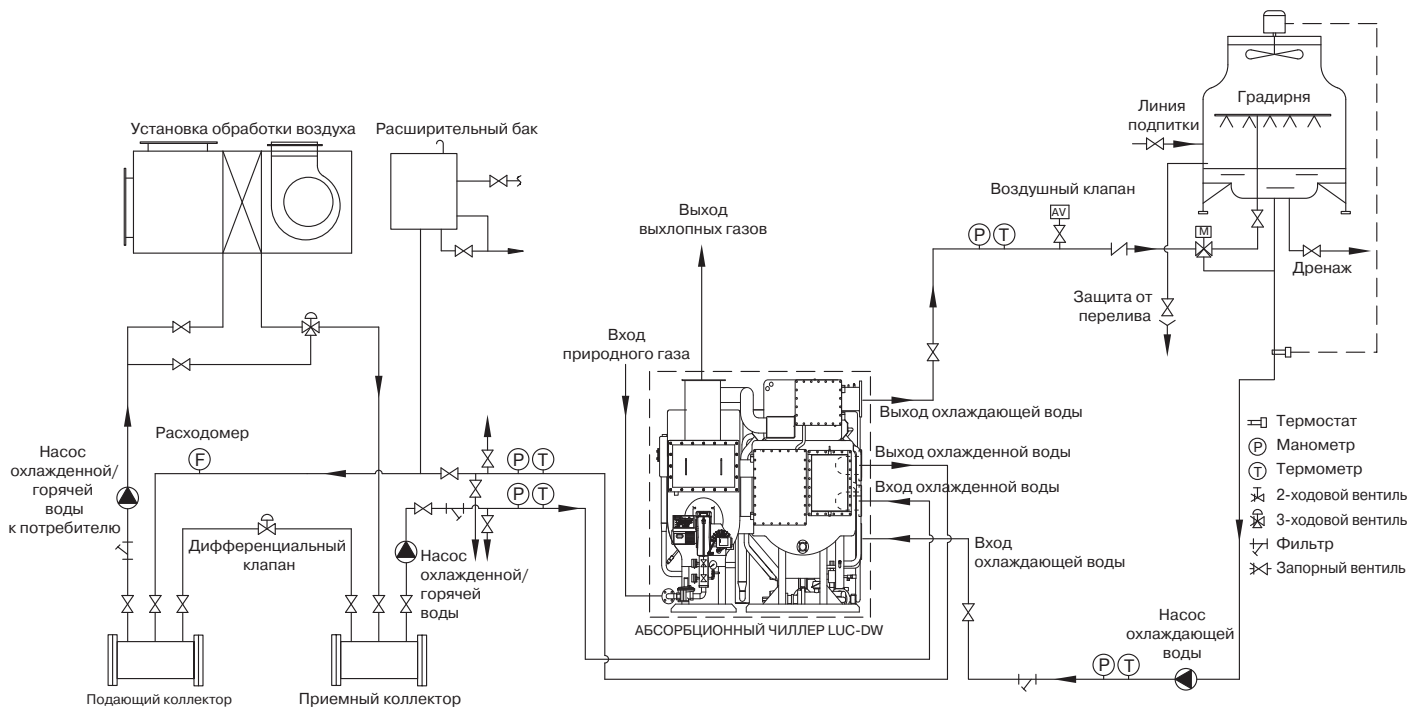 Градирня
Линия
подпитки
Установка обработки воздуха
Расширительный бак
Воздушный клапан
AV
Выход
выхлопных газов
P
T
M
Дренаж
Защита от
перелива
Вход
природного газа
Выход охлаждающей воды
Термостат
P
Манометр
T
Термометр
2-ходовой вентиль
3-ходовой вентиль
Фильтр
Запорный вентиль
Расходомер
F
Насос
охлажденной/
горячей
воды
к потребителю
P
T
Выход охлажденной воды
P
T
Вход охлажденной воды
Дифференциальный
клапан
Насос
охлажденной/
горячей
воды
Вход
охлаждающей воды
АБСОРБЦИОННЫЙ ЧИЛЛЕР LUC-DW
Насос
охлаждающей
воды
P
T
Подающий коллектор
Приемный коллектор